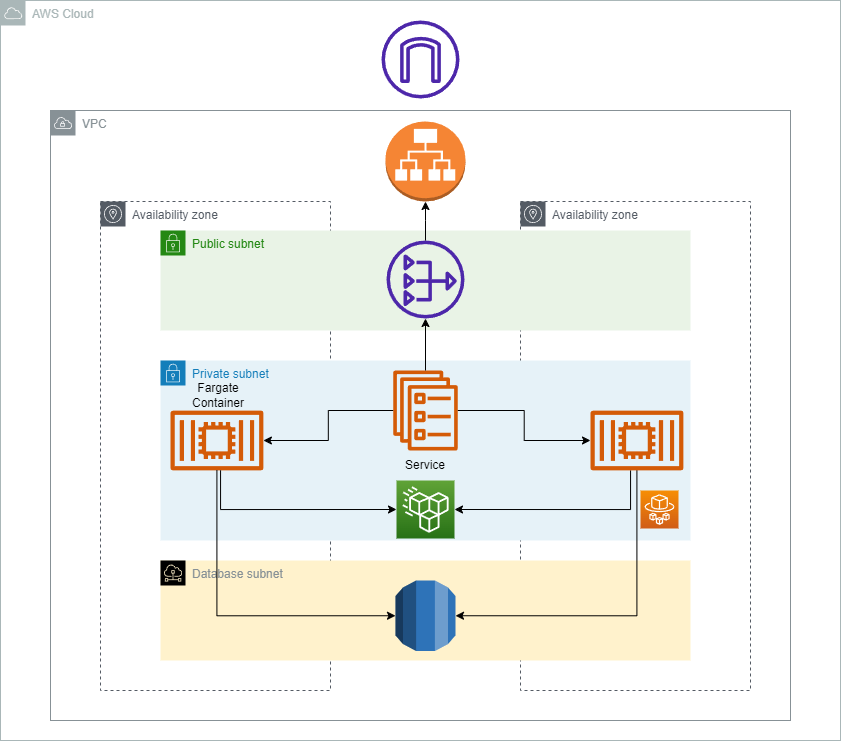 AWS Cloud
VPC
Availability zone
Availability zone
Public subnet
Private subnet
Fargate
Container
Service
Database subnet